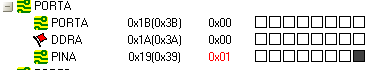 PORTA
PORTA 0x1B(0x3B) 0x00
DDRA 0x1A(0x3A) 0x00
PINA 0x19(0x39) 0x01